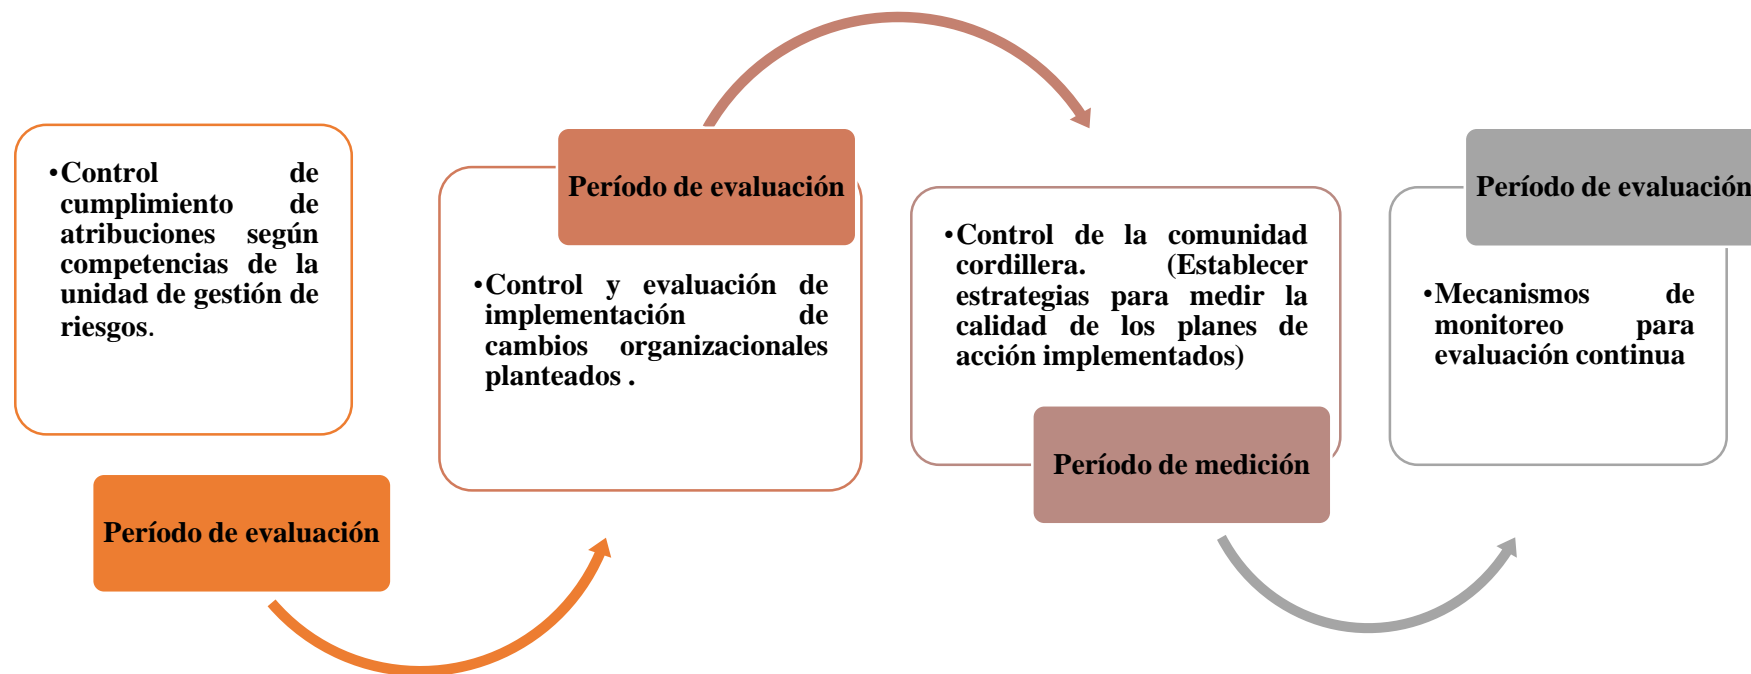 •Control de
cumplimiento de
atribuciones según
competencias de la
unidad de gestión de
riesgos.
Período de evaluación
Período de evaluación
•Control y evaluación de
implementación de
cambios organizacionales
planteados .
•Control de la comunidad
cordillera. (Establecer
estrategias para medir la
calidad de los planes de
acción implementados)
Período de medición
Período de evaluación
•Mecanismos de
monitoreo para
evaluación continua